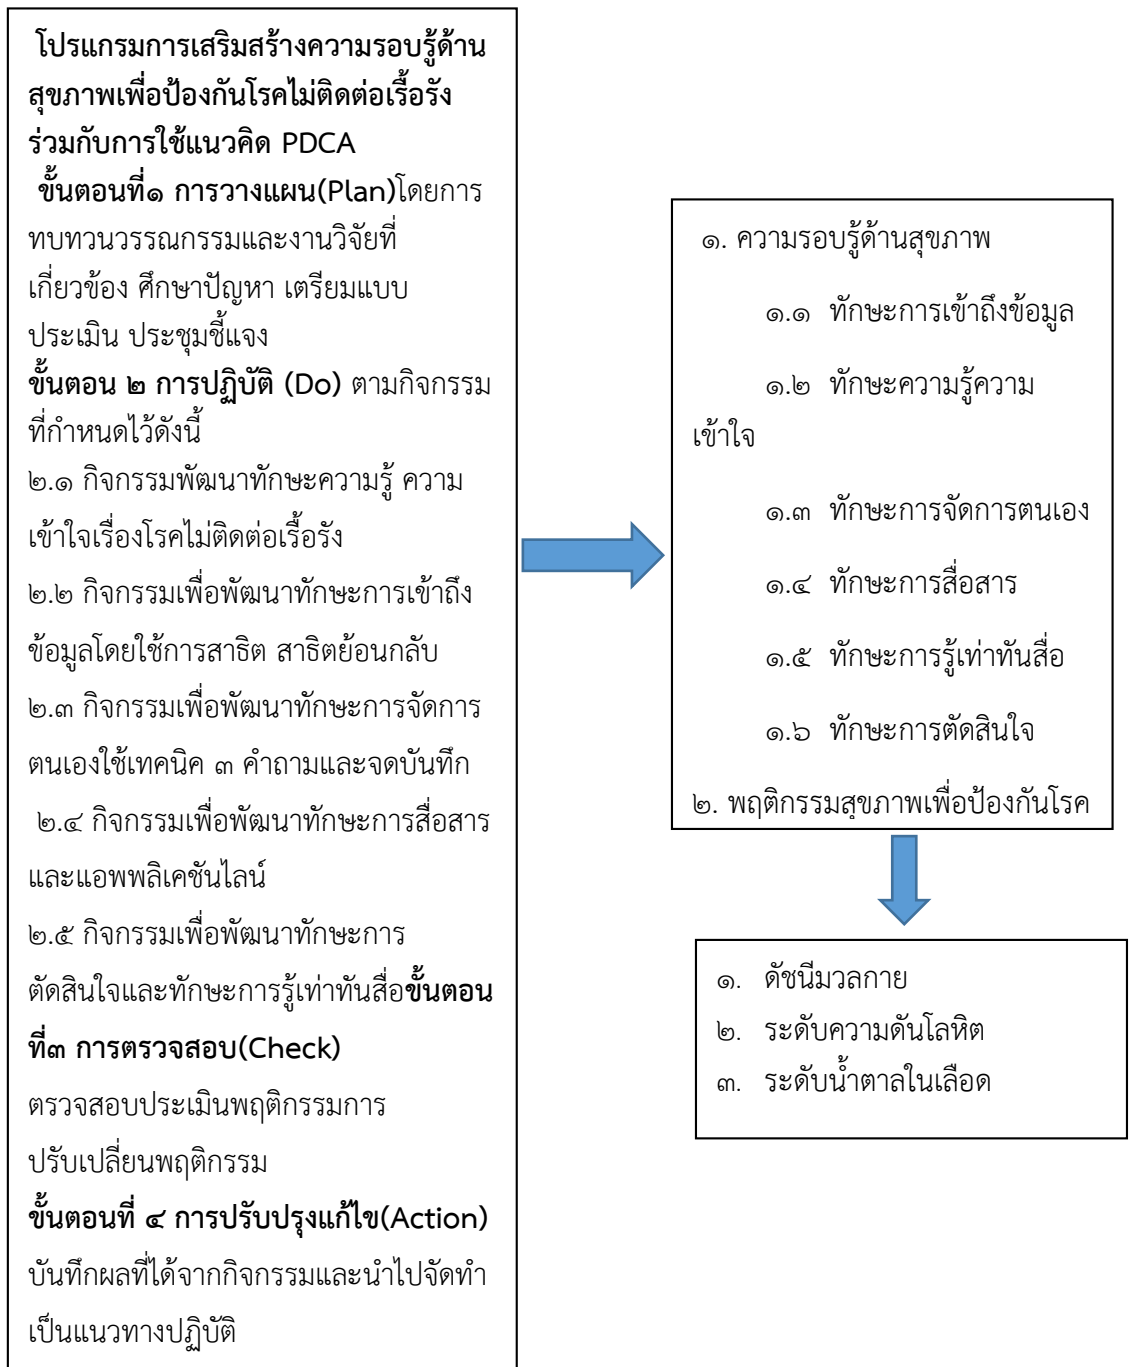 โปรแกรมการเสริมสร้างความรอบรู้ด้าน
สุขภาพเพื่อป้องกันโรคไม่ติดต่อเรื้อรัง
ร่วมกับการใช้แนวคิด PDCA
ขั้นตอนที่๑ การวางแผน(Plan)โดยการ
ทบทวนวรรณกรรมและงานวิจัยที่
เกี่ยวข้อง ศึกษาปัญหา เตรียมแบบ
ประเมิน ประชุมชี้แจง
ขั้นตอน ๒ การปฏิบัติ (Do) ตามกิจกรรม
ที่กำหนดไว้ดังนี้
๒.๑ กิจกรรมพัฒนาทักษะความรู้ ความ
เข้าใจเรื่องโรคไม่ติดต่อเรื้อรัง
๒.๒ กิจกรรมเพื่อพัฒนาทักษะการเข้าถึง
ข้อมูลโดยใช้การสาธิต สาธิตย้อนกลับ
๒.๓ กิจกรรมเพื่อพัฒนาทักษะการจัดการ
ตนเองใช้เทคนิค ๓ คำถามและจดบันทึก
๒.๔ กิจกรรมเพื่อพัฒนาทักษะการสื่อสาร
และแอพพลิเคชันไลน์
๒.๕ กิจกรรมเพื่อพัฒนาทักษะการ
ตัดสินใจและทักษะการรู้เท่าทันสื่อขั้นตอน
ที่๓ การตรวจสอบ(Check)
ตรวจสอบประเมินพฤติกรรมการ
ปรับเปลี่ยนพฤติกรรม
ขั้นตอนที่ ๔ การปรับปรุงแก้ไข(Action)
บันทึกผลที่ได้จากกิจกรรมและนำไปจัดทำ
เป็นแนวทางปฏิบัติ
๑. ความรอบรู้ด้านสุขภาพ
๑.๑ ทักษะการเข้าถึงข้อมูล
๑.๒ ทักษะความรู้ความ
เข้าใจ
๑.๓ ทักษะการจัดการตนเอง
๑.๔ ทักษะการสื่อสาร
๑.๕ ทักษะการรู้เท่าทันสื่อ
๑.๖ ทักษะการตัดสินใจ
๒. พฤติกรรมสุขภาพเพื่อป้องกันโรค
๑. ดัชนีมวลกาย
๒. ระดับความดันโลหิต
๓. ระดับน้ำตาลในเลือด